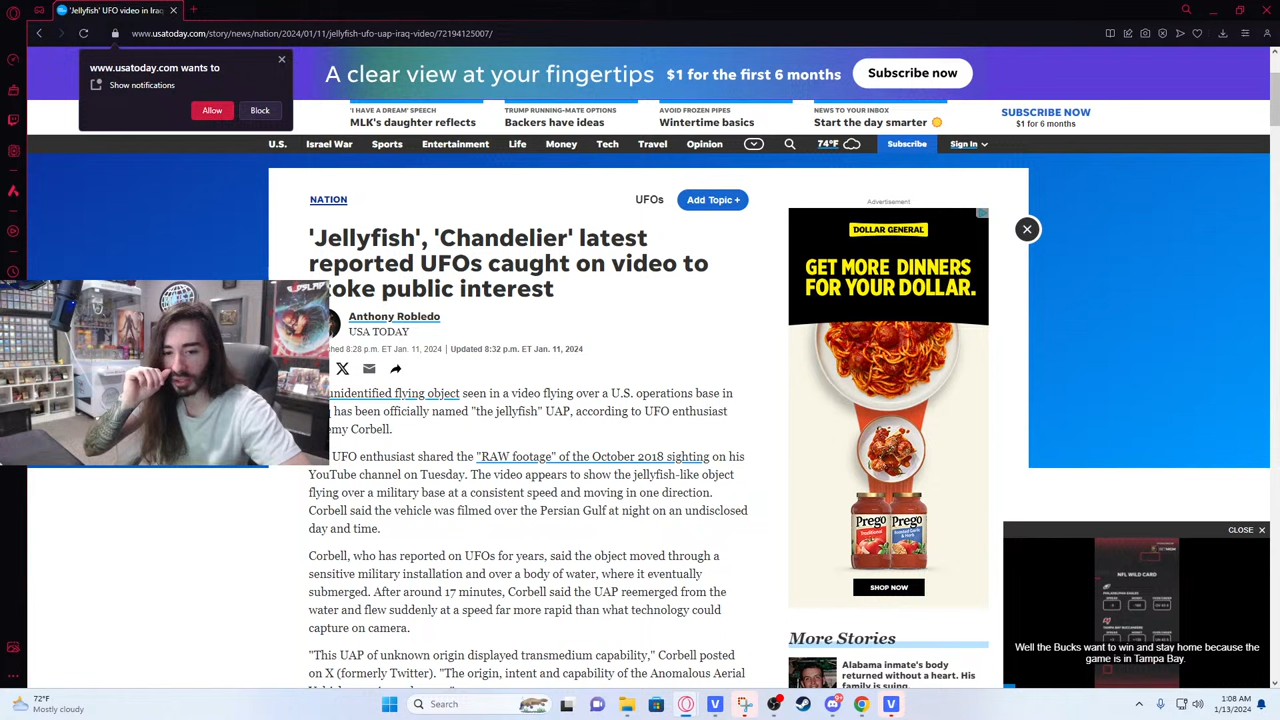 'Jellyfish' UFO video in Iraq
www.usatoday.com/story/news/nation/2024/01/11/jellyfish-ufo-uap-iraq-video/72194125007/
www.usatoday.com wants to
Show notifications
Allow
Block
A clear view at your fingertips
$1 for the first 6 months
Subscribe now
'I HAVE A DREAM' SPEECH
MLK's daughter reflects
TRUMP RUNNING-MATE OPTIONS
Backers have ideas
AVOID FROZEN PIPES
Wintertime basics
NEWS TO YOUR INBOX
Start the day smarter
SUBSCRIBE NOW
$1 for 6 months
U.S.
Israel War
Sports
Entertainment
Life
Money
Tech
Travel
Opinion
74°F
Subscribe
Sign In
NATION
UFOs
Add Topic +
'Jellyfish', 'Chandelier' latest
reported UFOs caught on video to
oke public interest
Anthony Robledo
USA TODAY
hed 8:28 p.m. ET Jan. 11, 2024 | Updated 8:32 p.m. ET Jan. 11, 2024
unidentified flying object seen in a video flying over a U.S. operations base in
has been officially named "the jellyfish" UAP, according to UFO enthusiast
emy Corbell.
UFO enthusiast shared the "RAW footage" of the October 2018 sighting on his
YouTube channel on Tuesday. The video appears to show the jellyfish-like object
flying over a military base at a consistent speed and moving in one direction.
Corbell said the vehicle was filmed over the Persian Gulf at night on an undisclosed
day and time.
Corbell, who has reported on UFOs for years, said the object moved through a
sensitive military installation and over a body of water, where it eventually
submerged. After around 17 minutes, Corbell said the UAP reemerged from the
water and flew suddenly at a speed far more rapid than what technology could
capture on camera.
"This UAP of unknown origin displayed transmedium capability," Corbell posted
on X (formerly Twitter). "The origin, intent and capability of the Anomalous Aerial
Advertisement
DOLLAR GENERAL
GET MORE DINNERS
FOR YOUR DOLLAR.
Prego
Prego
SHOP NOW
More Stories
Alabama inmate's body
returned without a heart. His
family is suing.
CLOSE X
NFL WILD CARD
PHILADELPHIA EAGLES
TAMPA BAY BUCCANEERS
Well the Bucks want to win and stay home because the
game is in Tampa Bay.
72°F
Mostly cloudy
Search
1:08 AM
1/13/2024